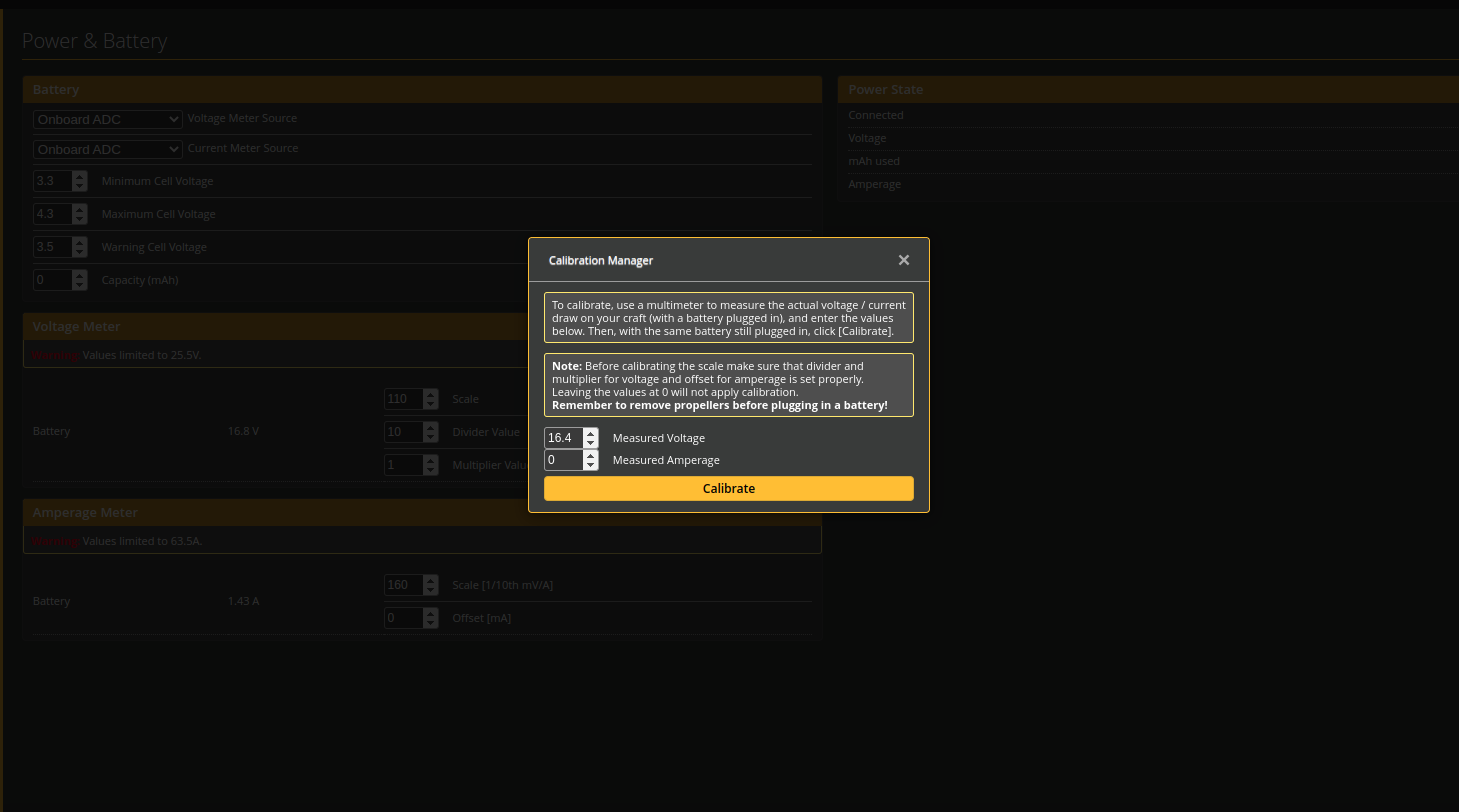 Power & Battery
Battery
Onboard ADC Voltage Meter Source
Onboard ADC Current Meter Source
3.3 Minimum Cell Voltage
4.3 Maximum Cell Voltage
3.5 Warning Cell Voltage
0 Capacity (mAh)
Voltage Meter
Warning: Values limited to 25.5V.
110 Scale
Battery 16.8 V 10 Divider Value
1 Multiplier Valu
Amperage Meter
Warning: Values limited to 63.5A.
160 Scale [1/10th mV/A]
Battery 1.43 A
0 Offset [mA]
Power State
Connected
Voltage
mAh used
Amperage
Calibration Manager
To calibrate, use a multimeter to measure the actual voltage / current
draw on your craft (with a battery plugged in), and enter the values
below. Then, with the same battery still plugged in, click [Calibrate].
Note: Before calibrating the scale make sure that divider and
multiplier for voltage and offset for amperage is set properly.
Leaving the values at 0 will not apply calibration.
Remember to remove propellers before plugging in a battery!
16.4 Measured Voltage
0 Measured Amperage
Calibrate